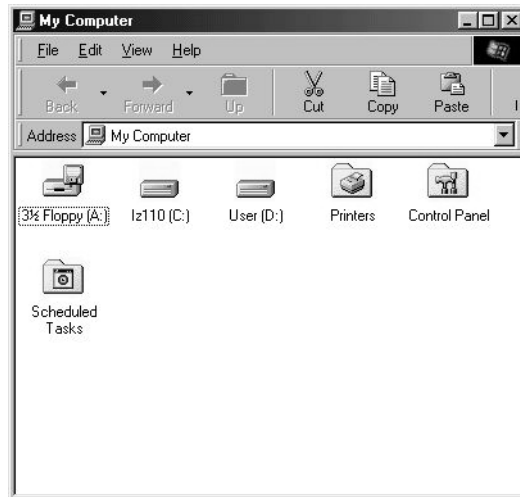 My Computer
File Edit View Help
Back Forward Up Cut Copy Paste
Address My Computer
3½ Floppy (A:) Iz110 (C:) User (D:) Printers Control Panel
Scheduled
Tasks